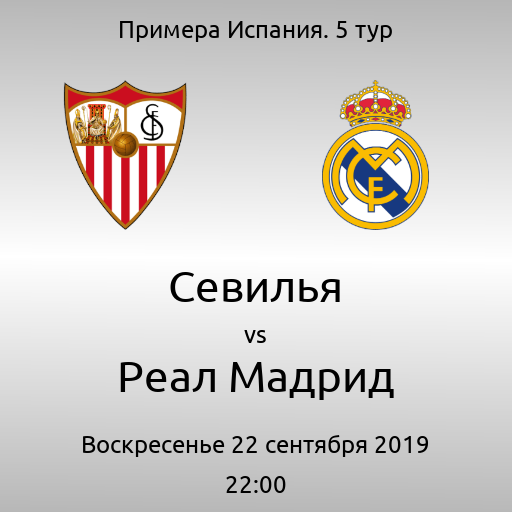 Примера Испания. 5 тур
Севилья
vs
Реал Мадрид
Воскресенье 22 сентября 2019
22:00